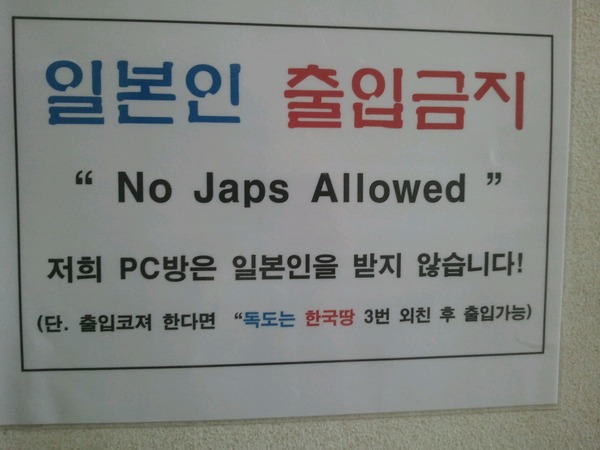 일본인 출입금지
“ No Japs Allowed ”
저희 PC방은 일본인을 받지 않습니다!
(단. 출입코져 한다면 “독도는 한국땅 3번 외친 후 출입가능)